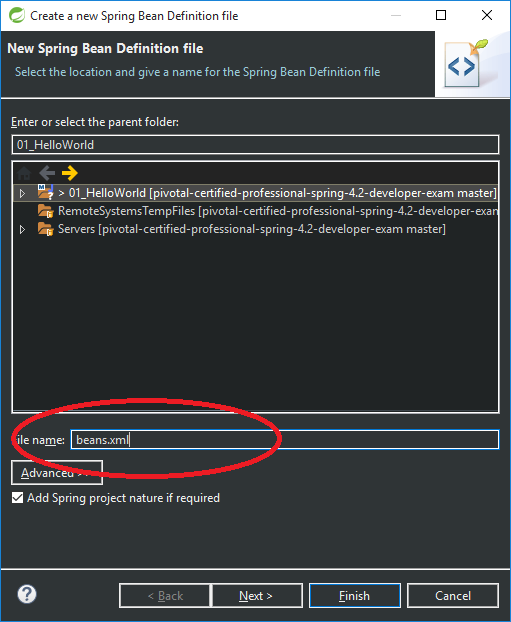 Create a new Spring Bean Definition file
New Spring Bean Definition file
Select the location and give a name for the Spring Bean Definition file
Enter or select the parent folder:
01_HelloWorld
> 01_HelloWorld [pivotal-certified-professional-spring-4.2-developer-exam master]
RemoteSystemsTempFiles [pivotal-certified-professional-spring-4.2-developer-exam
Servers [pivotal-certified-professional-spring-4.2-developer-exam master]
File name: beans.xml
Advanced >>
Add Spring project nature if required
< Back Next > Finish Cancel